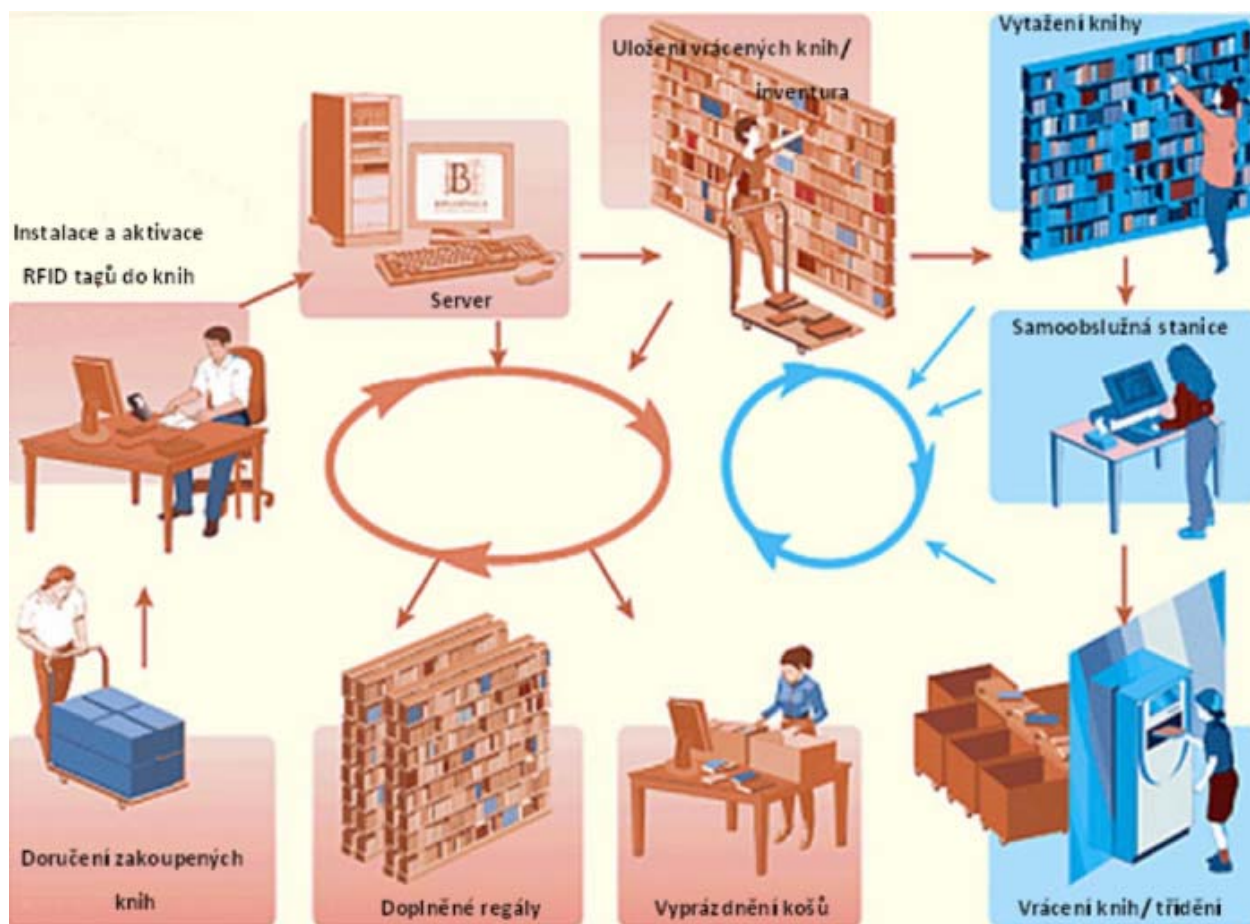 Vytažení knihy
Uložení vrácených knih/
inventura
B
Instalace a aktivace
RFID tagů do knih
Server
Samoobslužná stanice
Doručení zakoupených
knih
Doplněné regály
Vyprázdnění košů
Vrácení knih/ třídění